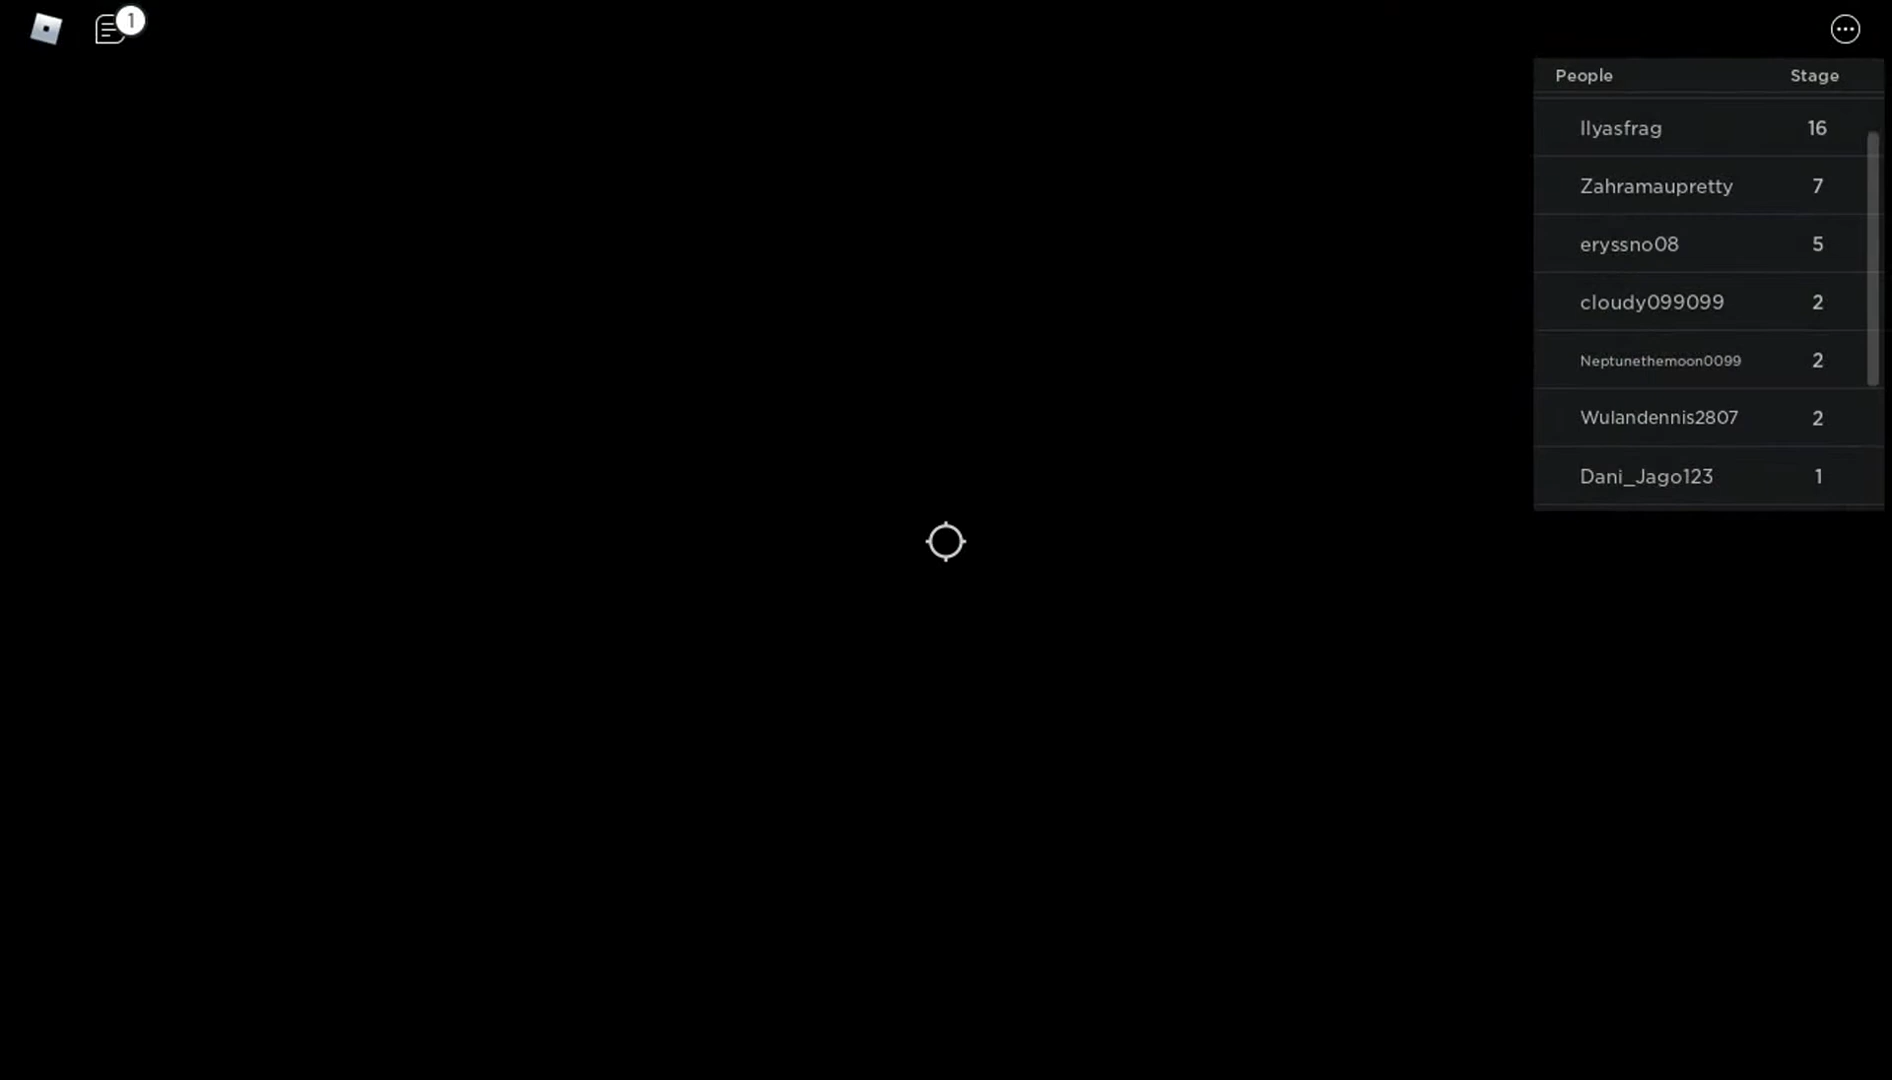 1
People Stage
Ilyasfrag 16
Zahramaupretty 7
eryssno08 5
cloudy099099 2
Neptunethemoon0099 2
Wulandennis2807 2
Dani_Jago123 1